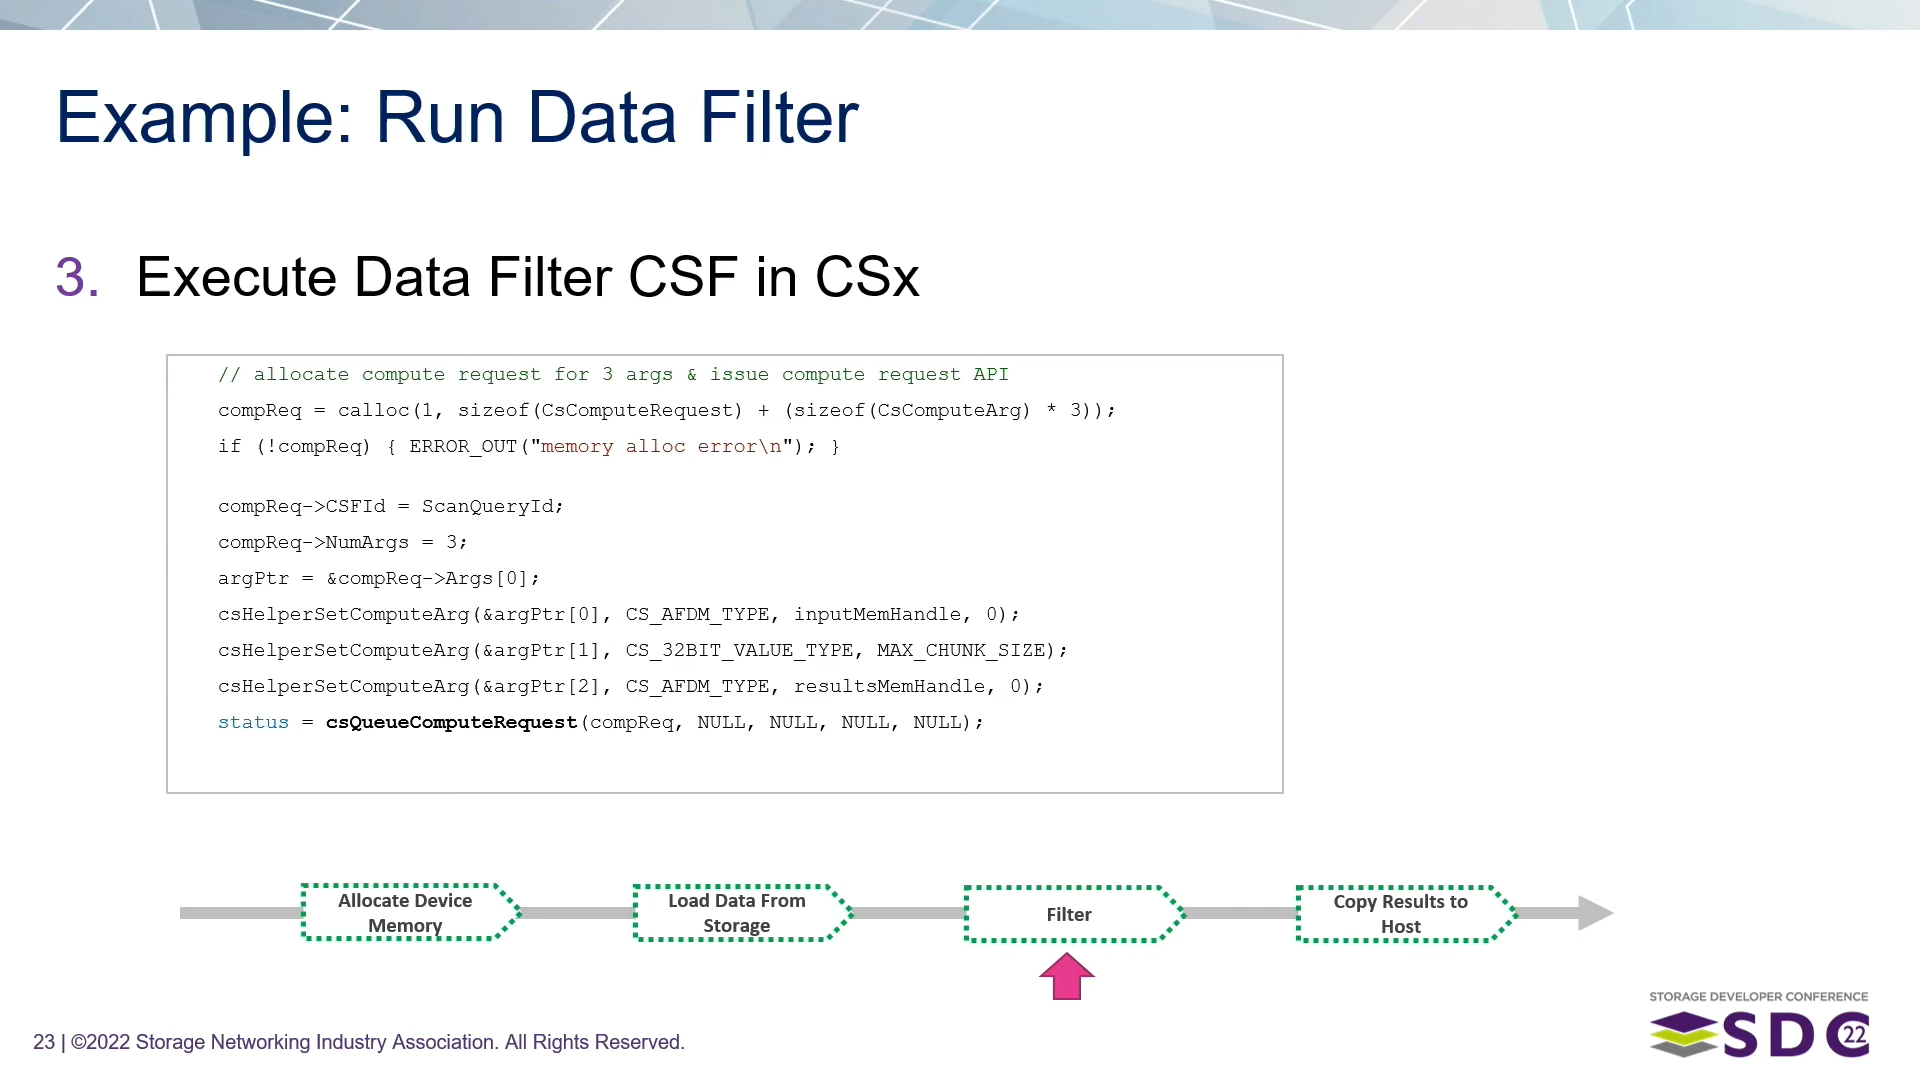 Example: Run Data Filter
3. Execute Data Filter CSF in CSx
// allocate compute request for 3 args & issue compute request API
compReq = calloc(1, sizeof(CsComputeRequest) + (sizeof(CsComputeArg) * 3));
if (!compReq) { ERROR_OUT("memory alloc error\n"); }
compReq->CSFId = ScanQueryId;
compReq->NumArgs = 3;
argPtr = &compReq->Args[0];
csHelperSetComputeArg(&argPtr[0], CS_AFDM_TYPE, inputMemHandle, 0);
csHelperSetComputeArg(&argPtr[1], CS_32BIT_VALUE_TYPE, MAX_CHUNK_SIZE);
csHelperSetComputeArg(&argPtr[2], CS_AFDM_TYPE, resultsMemHandle, 0);
status = csQueueComputeRequest(compReq, NULL, NULL, NULL, NULL);
Allocate Device
Memory
Load Data From
Storage
Filter
Copy Results to
Host
23 | ©2022 Storage Networking Industry Association. All Rights Reserved.
STORAGE DEVELOPER CONFERENCE
SDC 22